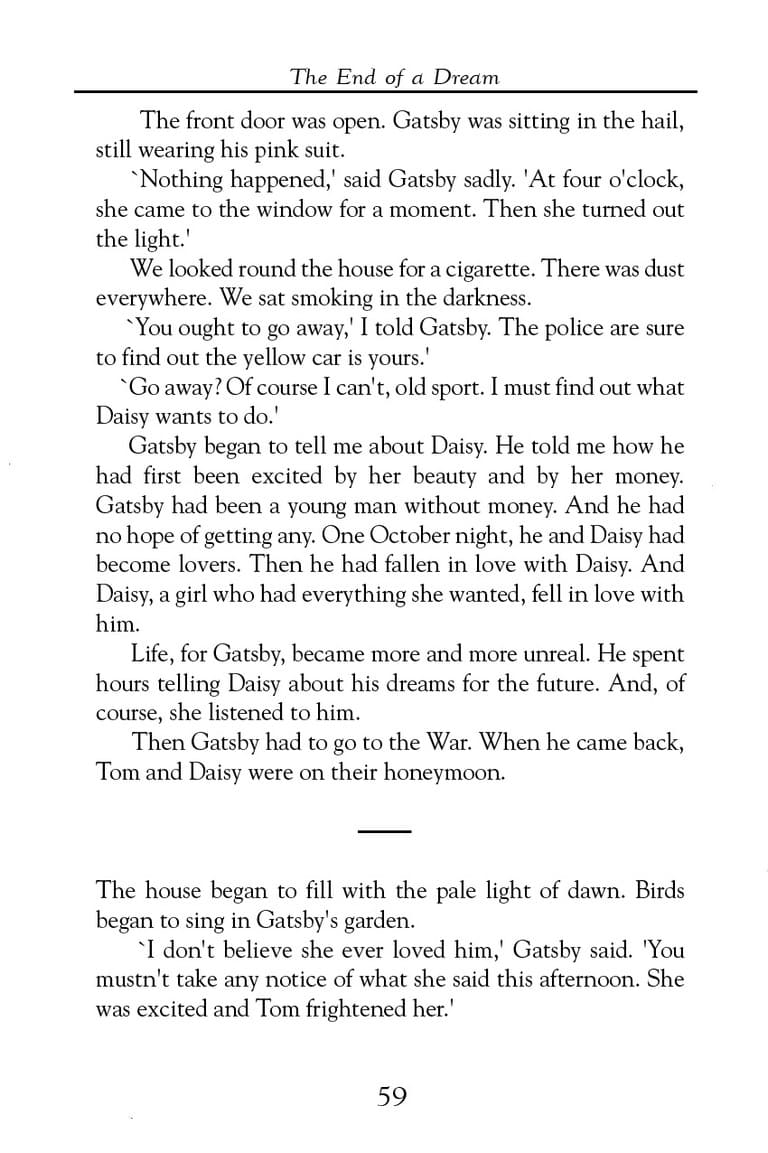 The End of a Dream
The front door was open. Gatsby was sitting in the hail,
still wearing his pink suit.
`Nothing happened,' said Gatsby sadly. 'At four o'clock,
she came to the window for a moment. Then she turned out
the light.'
We looked round the house for a cigarette. There was dust
everywhere. We sat smoking in the darkness.
`You ought to go away,' I told Gatsby. The police are sure
to find out the yellow car is yours.'
`Go away? Of course I can't, old sport. I must find out what
Daisy wants to do.'
Gatsby began to tell me about Daisy. He told me how he
had first been excited by her beauty and by her money.
Gatsby had been a young man without money. And he had
no hope of getting any. One October night, he and Daisy had
become lovers. Then he had fallen in love with Daisy. And
Daisy, a girl who had everything she wanted, fell in love with
him.
Life, for Gatsby, became more and more unreal. He spent
hours telling Daisy about his dreams for the future. And, of
course, she listened to him.
Then Gatsby had to go to the War. When he came back,
Tom and Daisy were on their honeymoon.
The house began to fill with the pale light of dawn. Birds
began to sing in Gatsby's garden.
`I don't believe she ever loved him,' Gatsby said. 'You
mustn't take any notice of what she said this afternoon. She
was excited and Tom frightened her.'
59